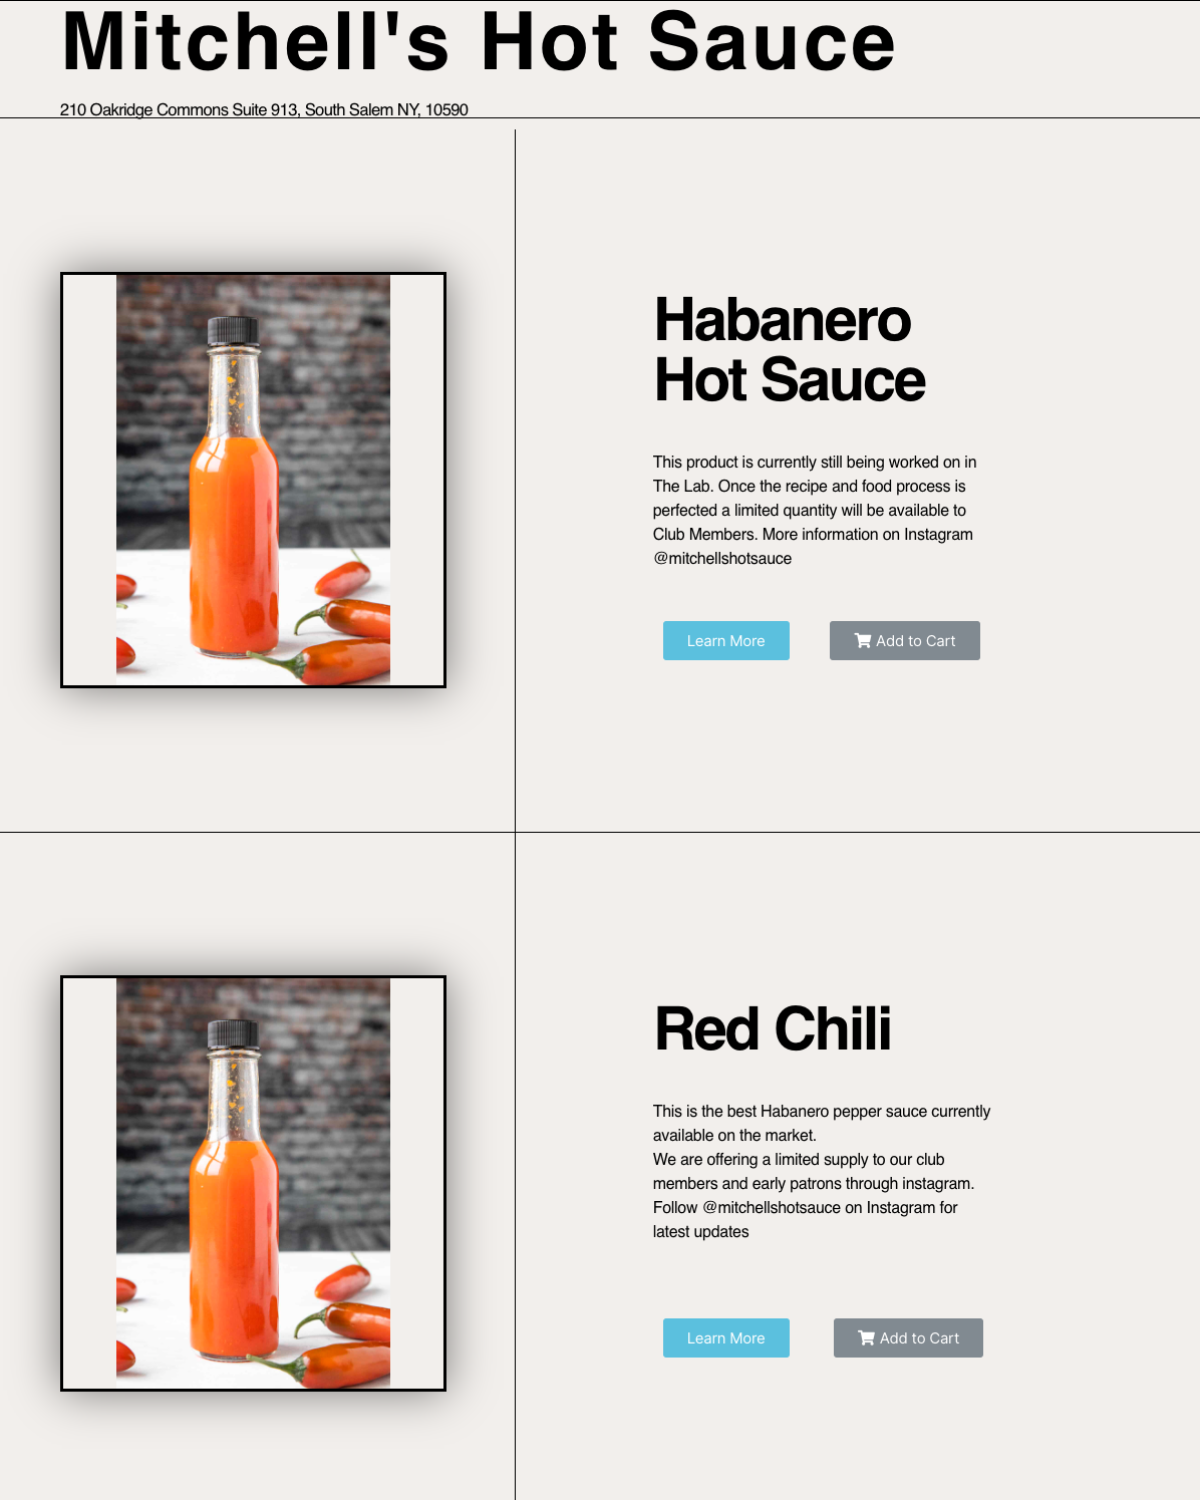 Mitchell's Hot Sauce
210 Oakridge Commons Suite 913, South Salem NY, 10590
Habanero
Hot Sauce
This product is currently still being worked on in
The Lab. Once the recipe and food process is
perfected a limited quantity will be available to
Club Members. More information on Instagram
@mitchellshotsauce
Learn More
Add to Cart
Red Chili
This is the best Habanero pepper sauce currently
available on the market.
We are offering a limited supply to our club
members and early patrons through instagram.
Follow @mitchellshotsauce on Instagram for
latest updates
Learn More
Add to Cart